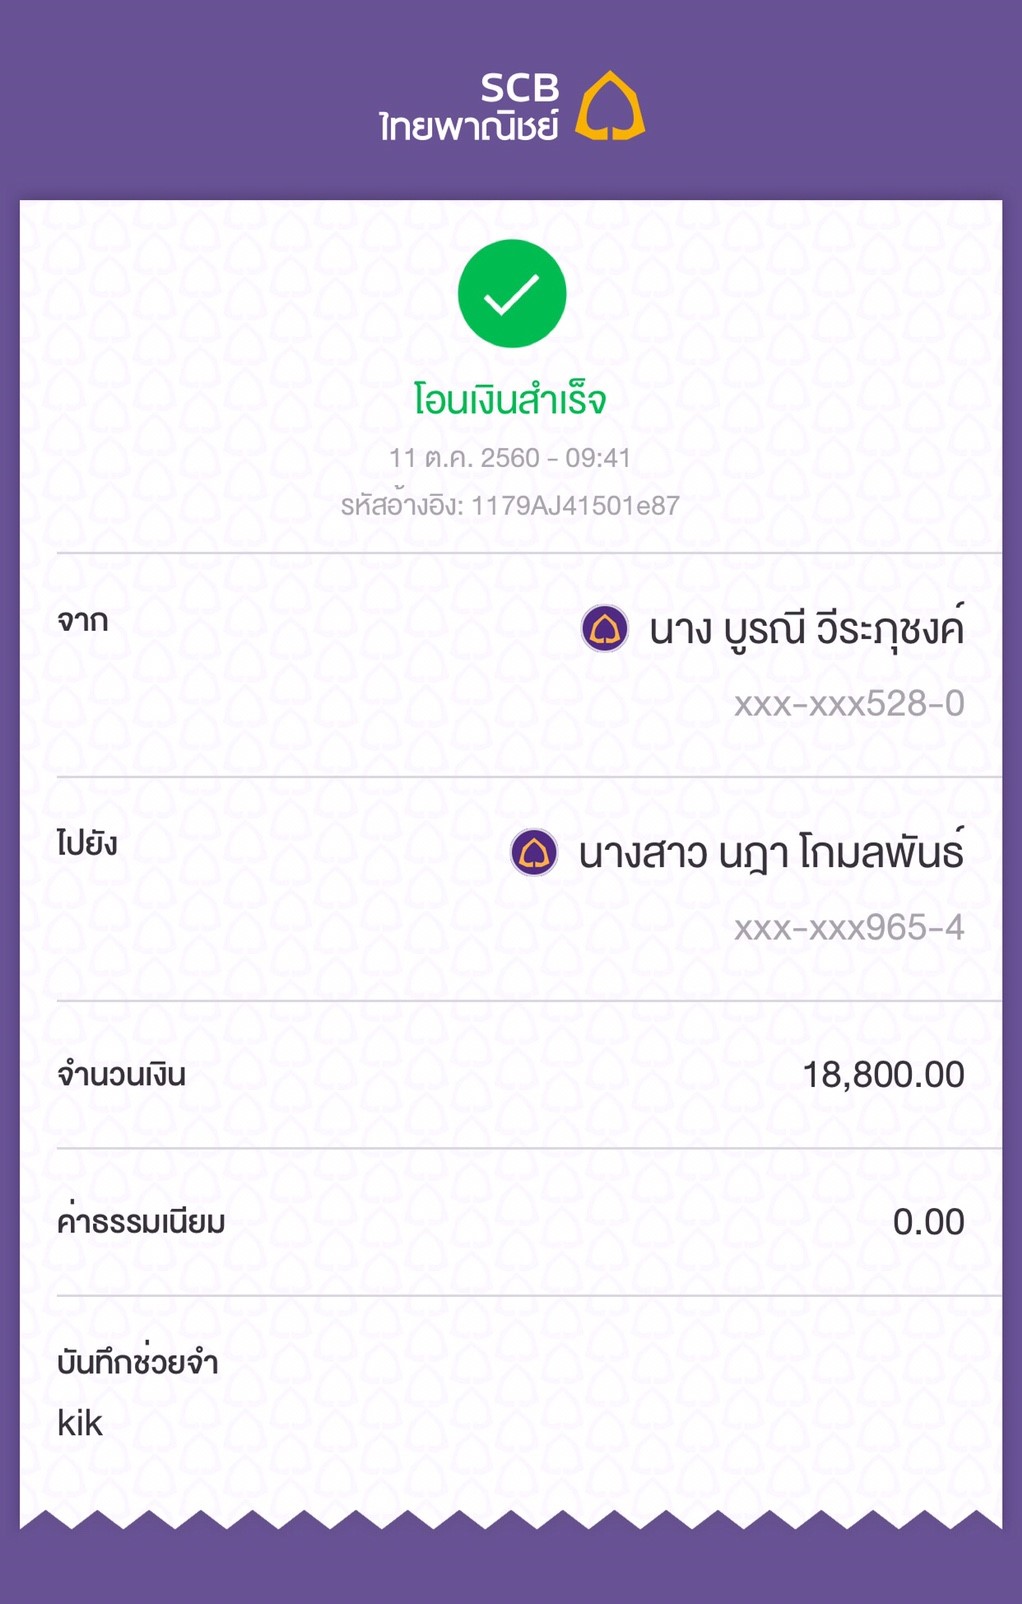 SCB
ไทยพาณิชย์
โอนเงินสำเร็จ
11 ต.ค. 2560 - 09:41
รหัสอ้างอิง: 1179AJ41501e87
จาก
นาง บูรณี วีระภุชงค์
xxx-xxx528-0
ไปยัง
นางสาว นฎา โกมลพันธ์
xxx-xxx965-4
จำนวนเงิน
18,800.00
ค่าธรรมเนียม
0.00
บันทึกช่วยจำ
kik